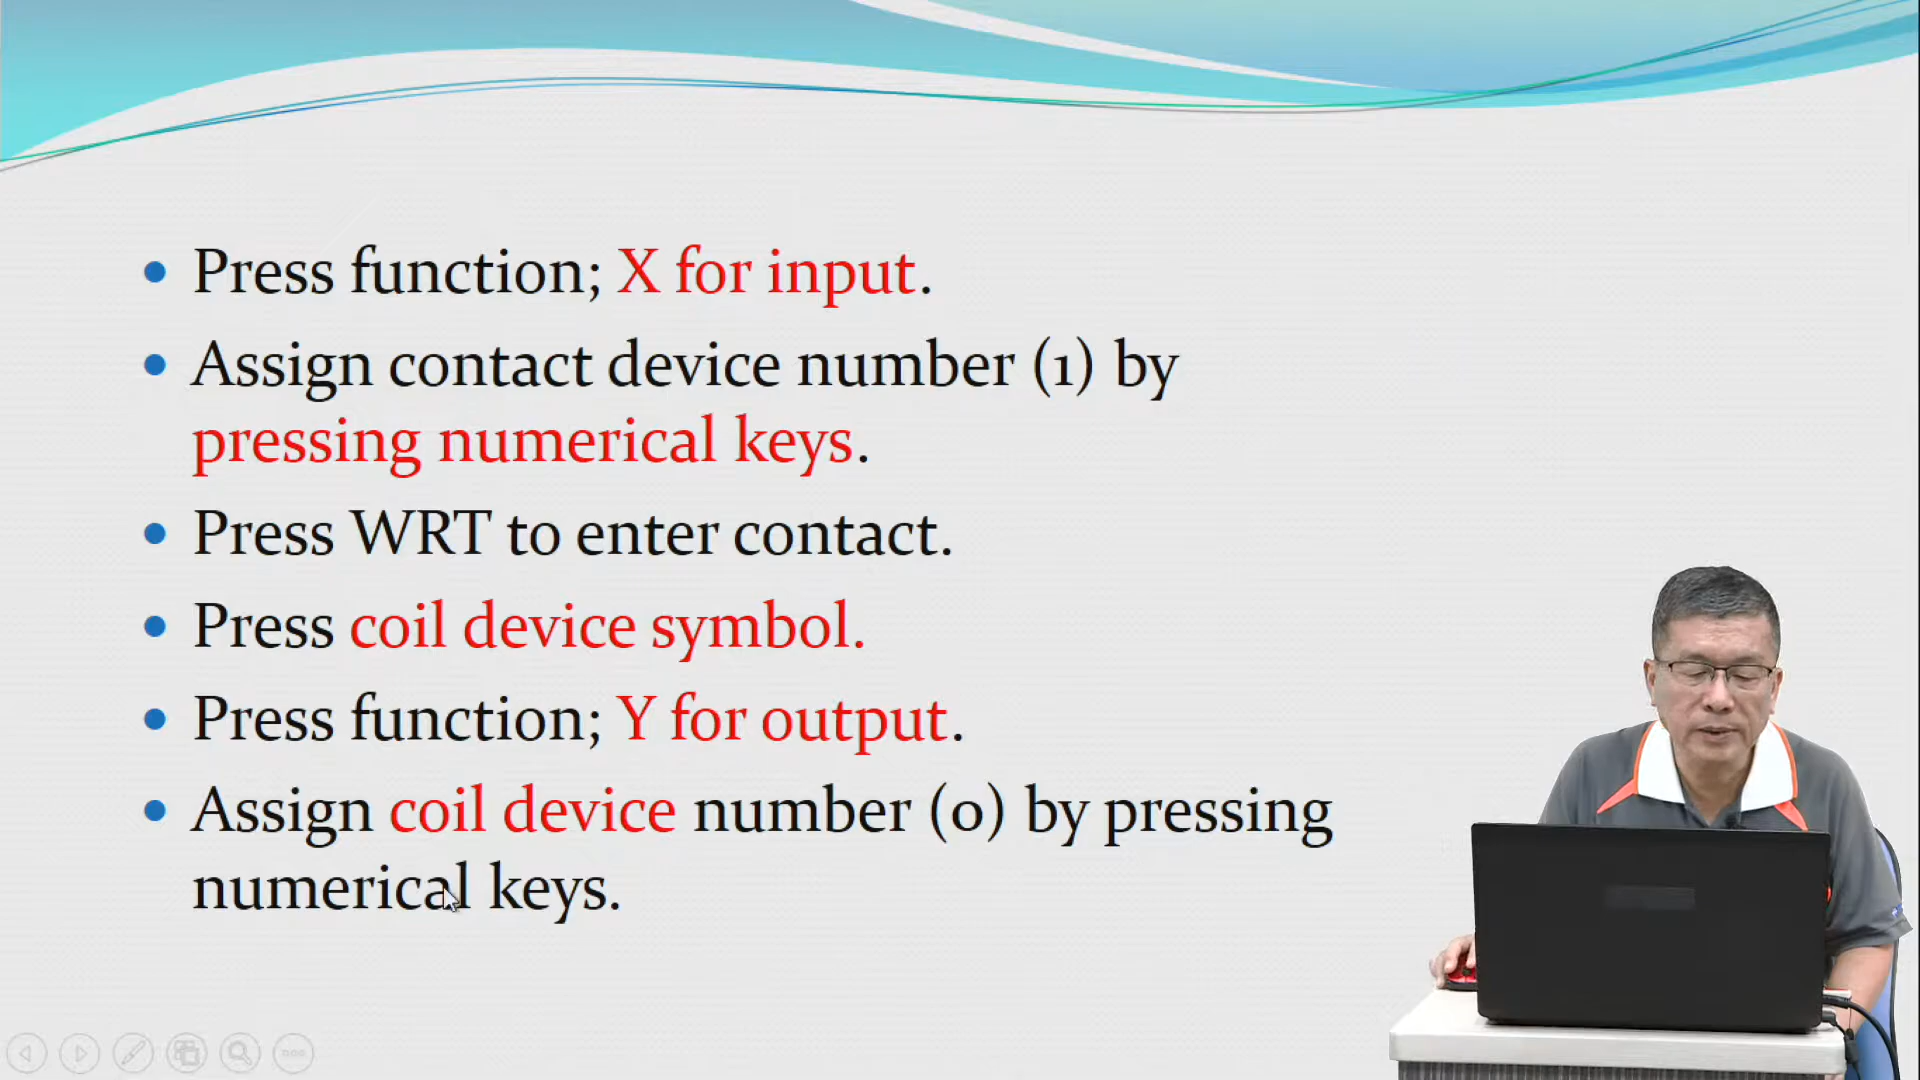 Press function; X for input.
Assign contact device number (1) by
pressing numerical keys.
Press WRT to enter contact.
Press coil device symbol.
Press function; Y for output.
Assign coil device number (0) by pressing
numerical keys.